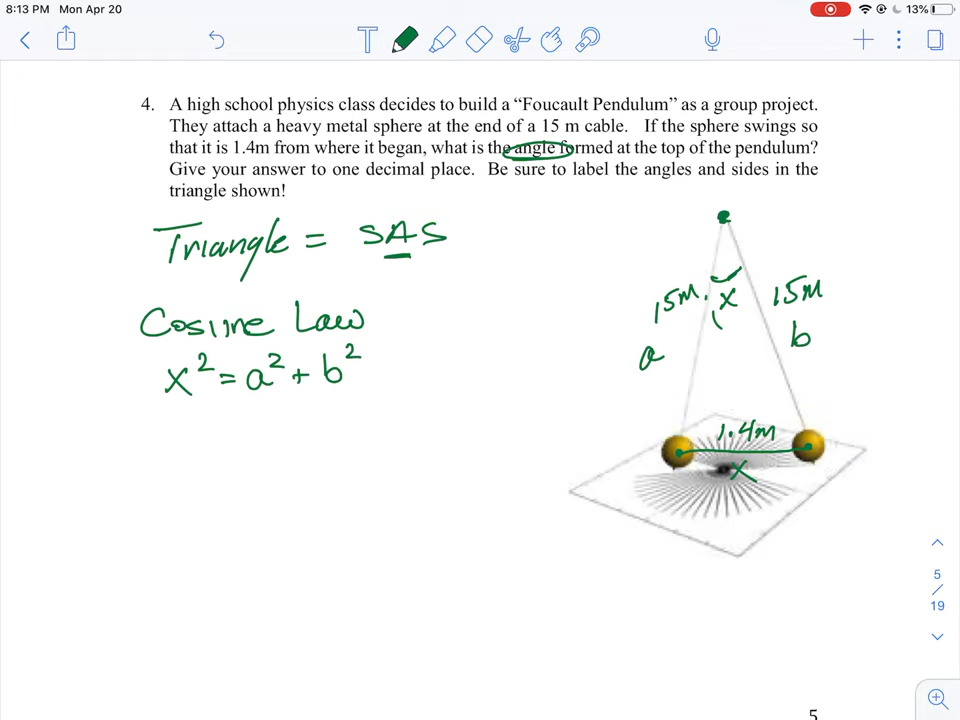 8:13 PM Mon Apr 20
13%
T
4. A high school physics class decides to build a “Foucault Pendulum” as a group project.
They attach a heavy metal sphere at the end of a 15 m cable. If the sphere swings so
that it is 1.4m from where it began, what is the angle formed at the top of the pendulum?
Give your answer to one decimal place. Be sure to label the angles and sides in the
triangle shown!
Triangle = SAS
15m. x 15m
Cosine Law
a b
x² = a² + b²
1.4m
x
5
/
19
5